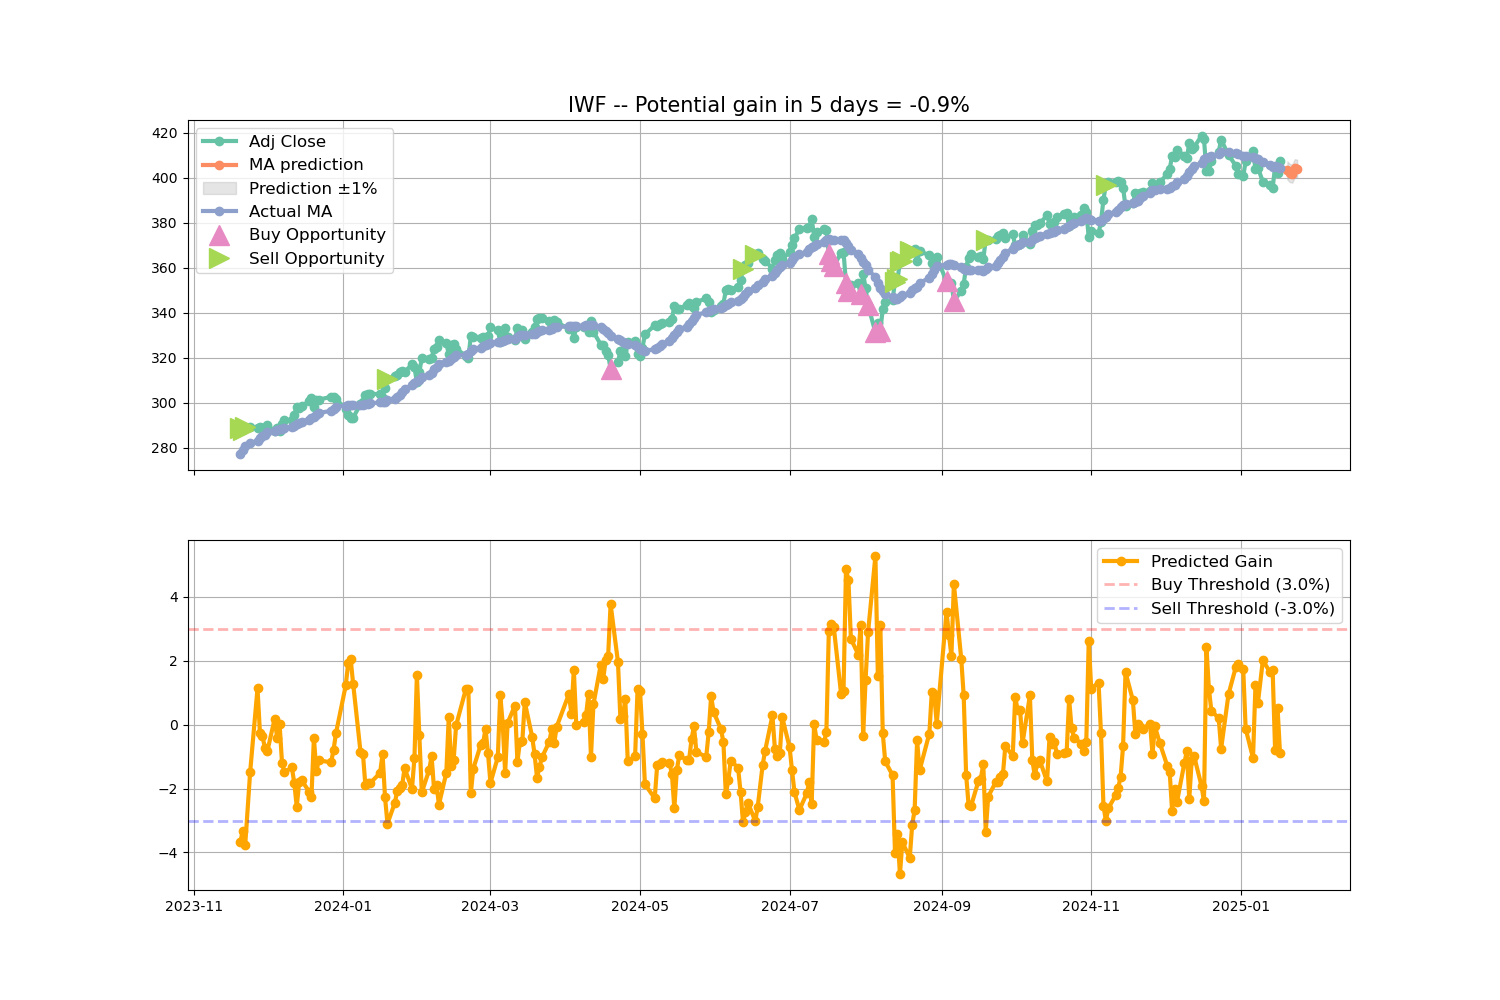 IWF -- Potential gain in 5 days = -0.9%
420
400
380
360
340
320
300
280
Adj Close
MA prediction
Prediction ±1%
Actual MA
Buy Opportunity
Sell Opportunity
4
2
0
−2
−4
Predicted Gain
Buy Threshold (3.0%)
Sell Threshold (-3.0%)
2023-11
2024-01
2024-03
2024-05
2024-07
2024-09
2024-11
2025-01